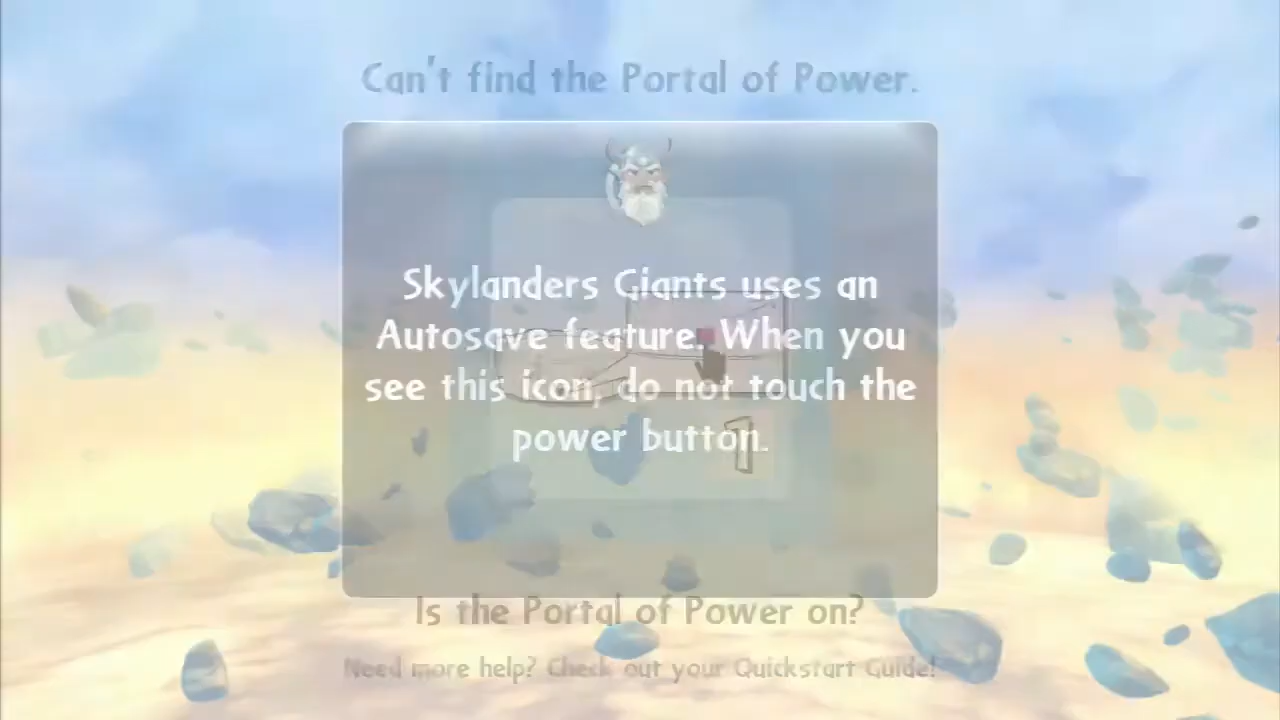 Can't find the Portal of Power.
Skylanders Giants uses an
Autosave feature. When you
see this icon, do not touch the
power button.
1
Is the Portal of Power on?
Need more help? Check out your Quickstart Guide!